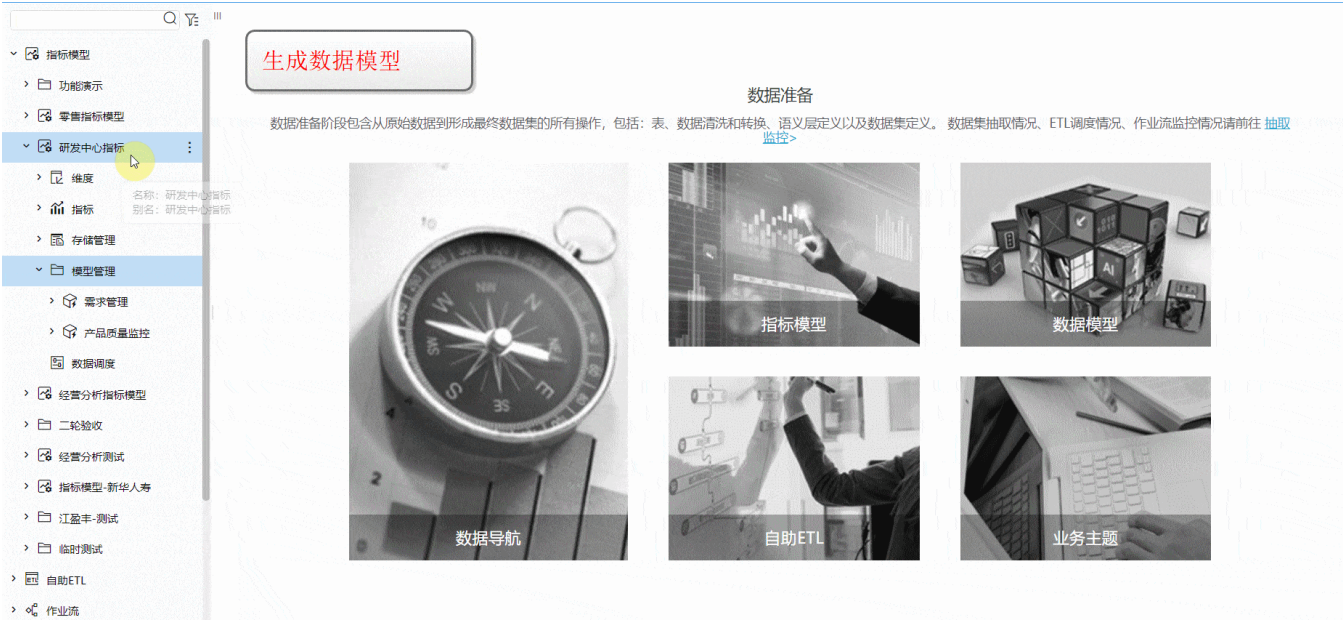 指标模型
功能演示
零售指标模型
研发中心指标
维度
指标
名称：研发中心指标
别名：研发中心指标
存储管理
模型管理
需求管理
产品质量监控
数据调度
经营分析指标模型
二轮验收
经营分析测试
指标模型-新华人寿
江盈丰-测试
临时测试
自助ETL
作业流
生成数据模型
数据准备
数据准备阶段包含从原始数据到形成最终数据集的所有操作，包括：表、数据清洗和转换、语义层定义以及数据集定义。 数据集抽取情况、ETL调度情况、作业流监控情况请前往 抽取
监控>
数据导航
指标模型
数据模型
自助ETL
业务主题